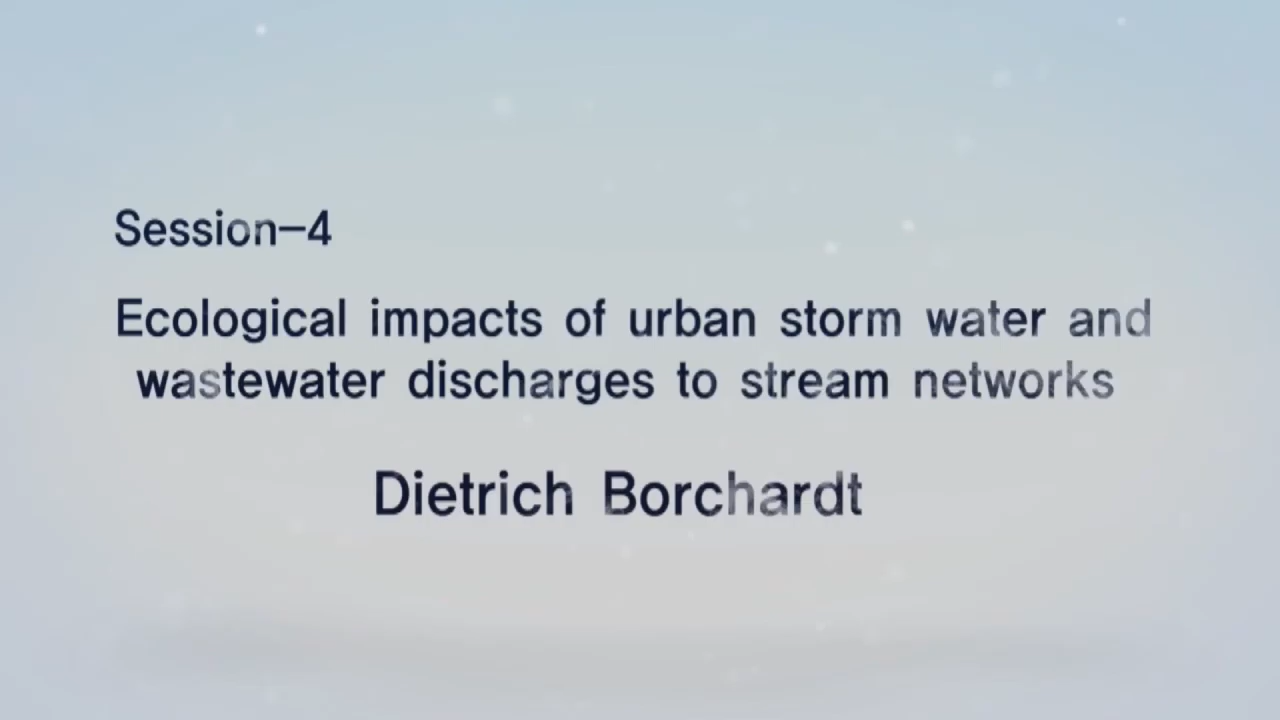 Session-4
Ecological impacts of urban storm water and
wastewater discharges to stream networks
Dietrich Borchardt